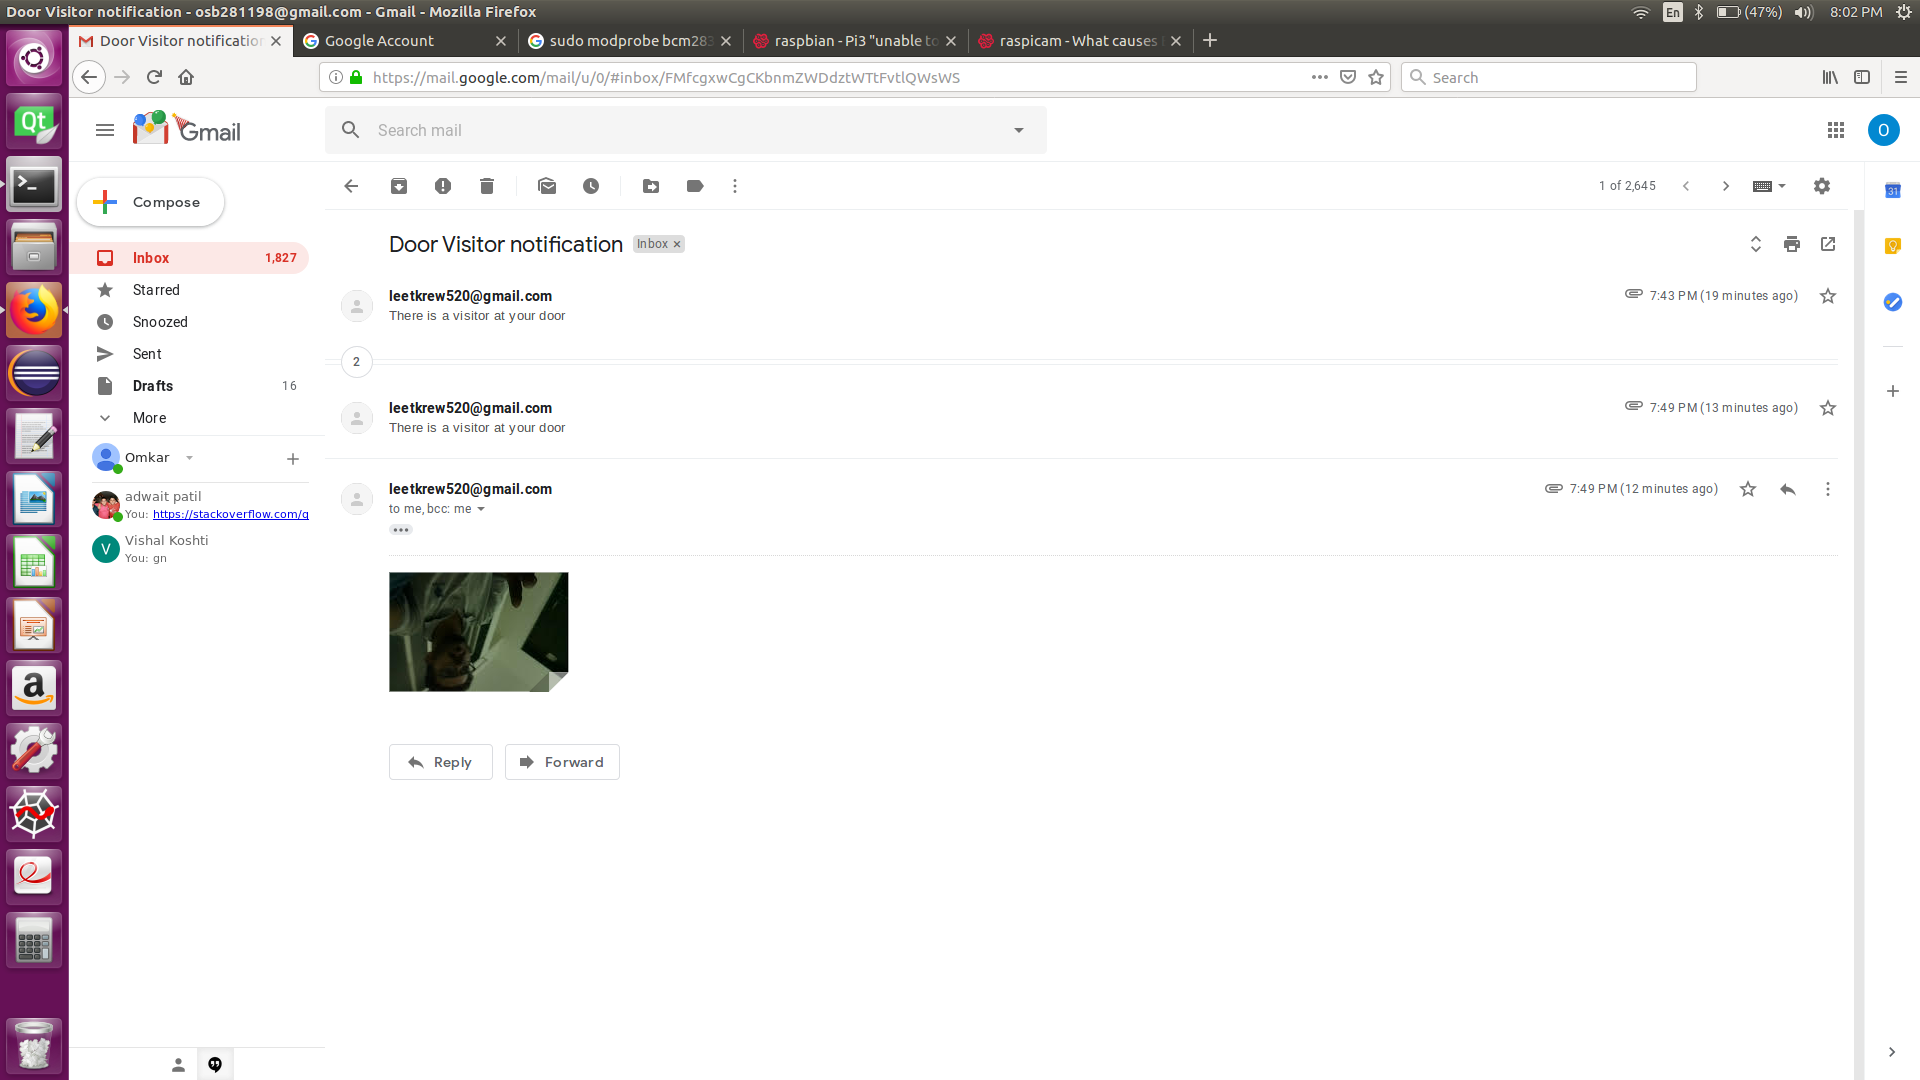 Door Visitor notification - osb281198@gmail.com - Gmail - Mozilla Firefox
En (47%) 8:02 PM
Door Visitor notification
Google Account
sudo modprobe bcm283
raspbian - Pi3 "unable to
raspicam - What causes
https://mail.google.com/mail/u/0/#inbox/FMfcgxwCgCKbnmZWDdztWTtFvtlQWsWS
Search
Gmail
Search mail
O
Compose
1 of 2,645
31
Door Visitor notification
Inbox ×
Inbox 1,827
Starred
Snoozed
Sent
Drafts 16
More
Omkar
adwait patil
You: https://stackoverflow.com/q
V
Vishal Koshti
You: gn
leetkrew520@gmail.com
7:43 PM (19 minutes ago)
There is a visitor at your door
2
leetkrew520@gmail.com
7:49 PM (13 minutes ago)
There is a visitor at your door
leetkrew520@gmail.com
7:49 PM (12 minutes ago)
to me, bcc: me
Reply
Forward
Qt
a